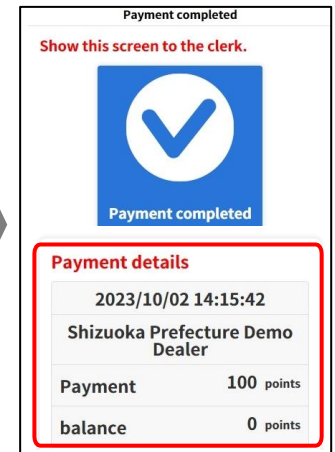 Payment completed
Show this screen to the clerk.
Payment completed
Payment details
2023/10/02 14:15:42
Shizuoka Prefecture Demo
Dealer
Payment 100 points
balance 0 points